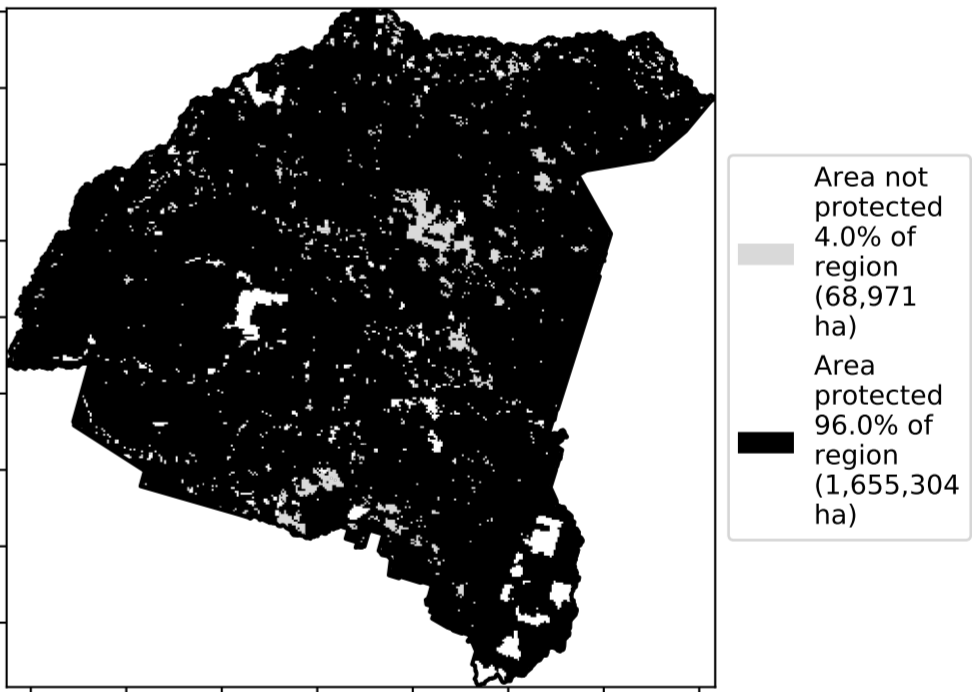 Area not
protected
4.0% of
region
(68,971
ha)
Area
protected
96.0% of
region
(1,655,304
ha)